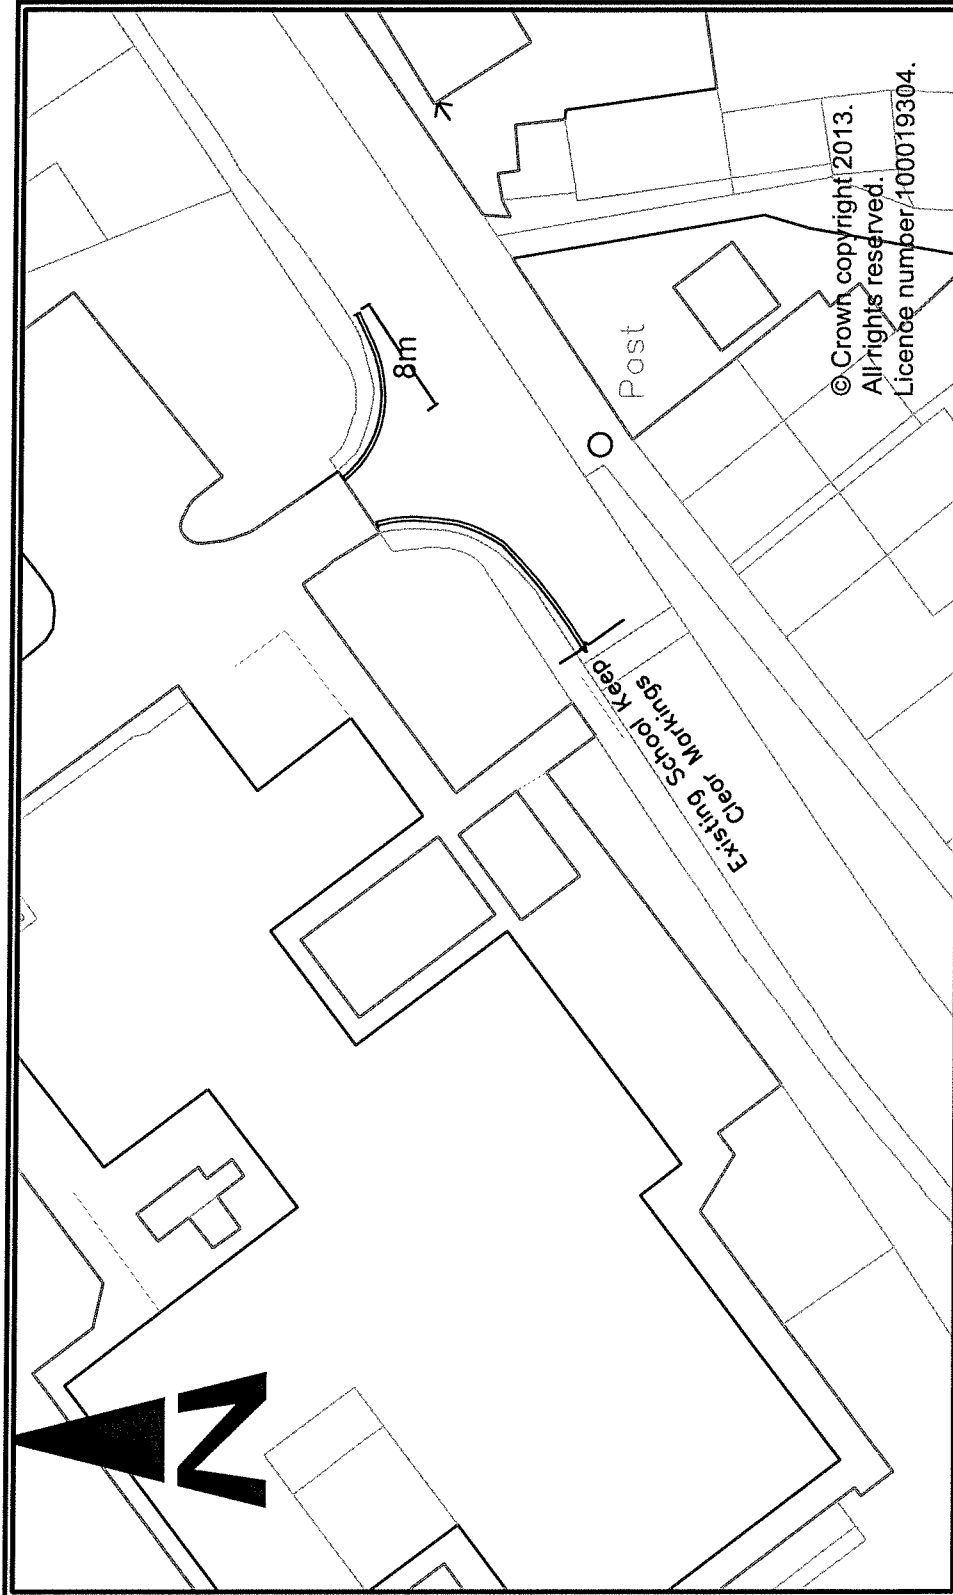 8m
Post
Existing School Keep
Clear Markings
© Crown copyright 2013.
All rights reserved.
Licence number 100019304.
N